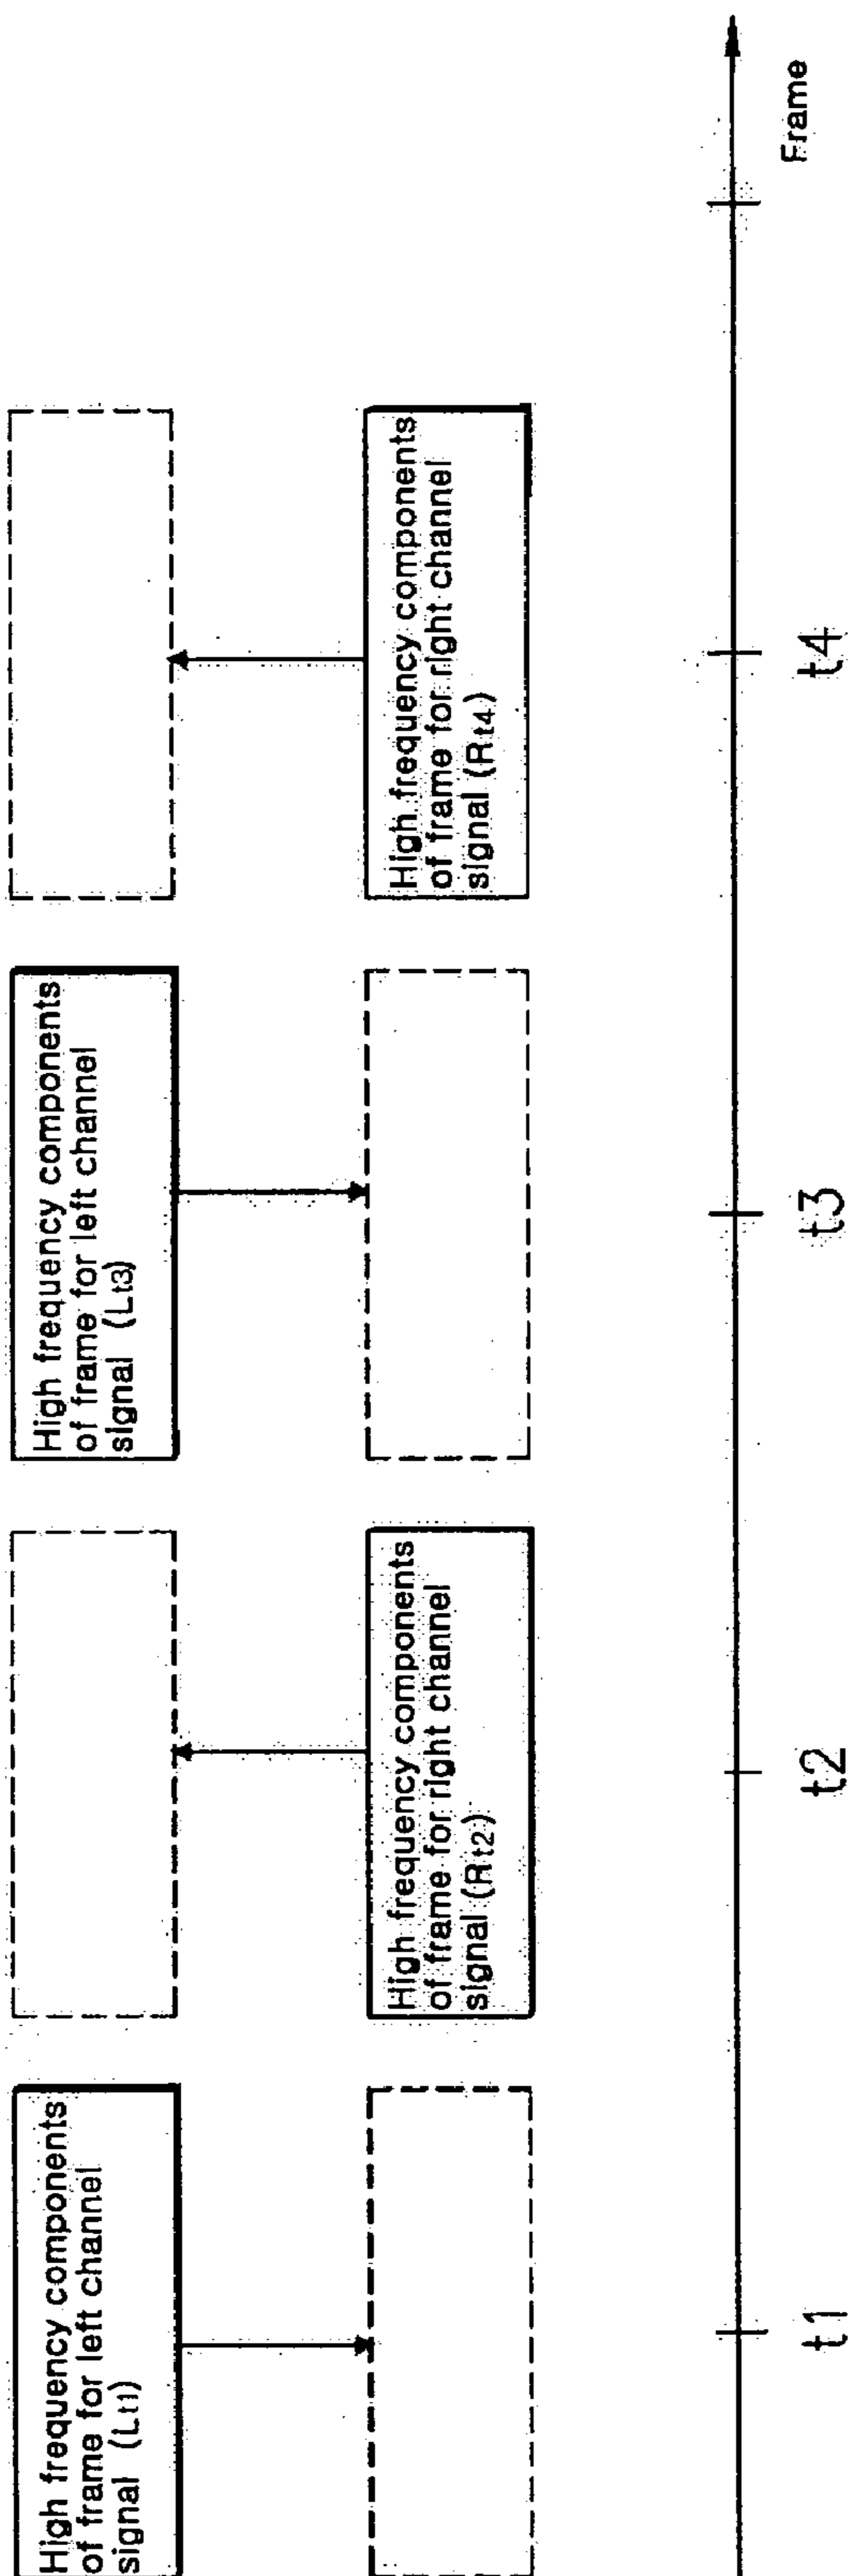 High frequency components
of frame for left channel
signal (Lt1)
High frequency components
of frame for right channel
signal (Rt2)
High frequency components
of frame for left channel
signal (Lt3)
High frequency components
of frame for right channel
signal (Rt4)
t1
t2
t3
t4
Frame